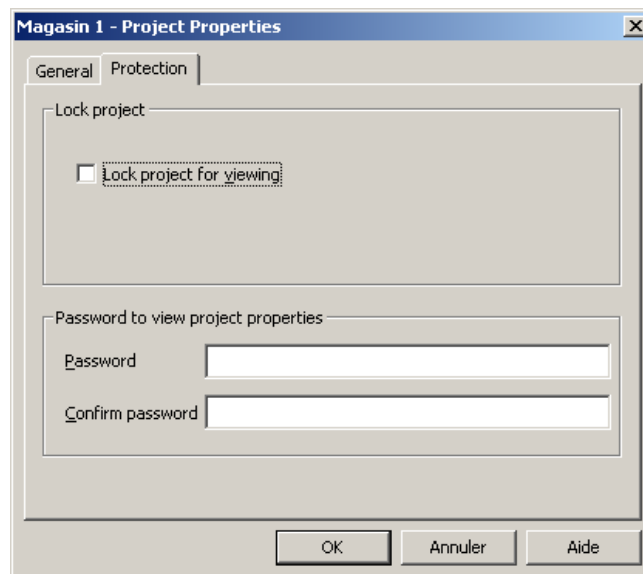 Magasin 1 - Project Properties
General Protection
Lock project
Lock project for viewing
Password to view project properties
Password
Confirm password
OK Annuler Aide